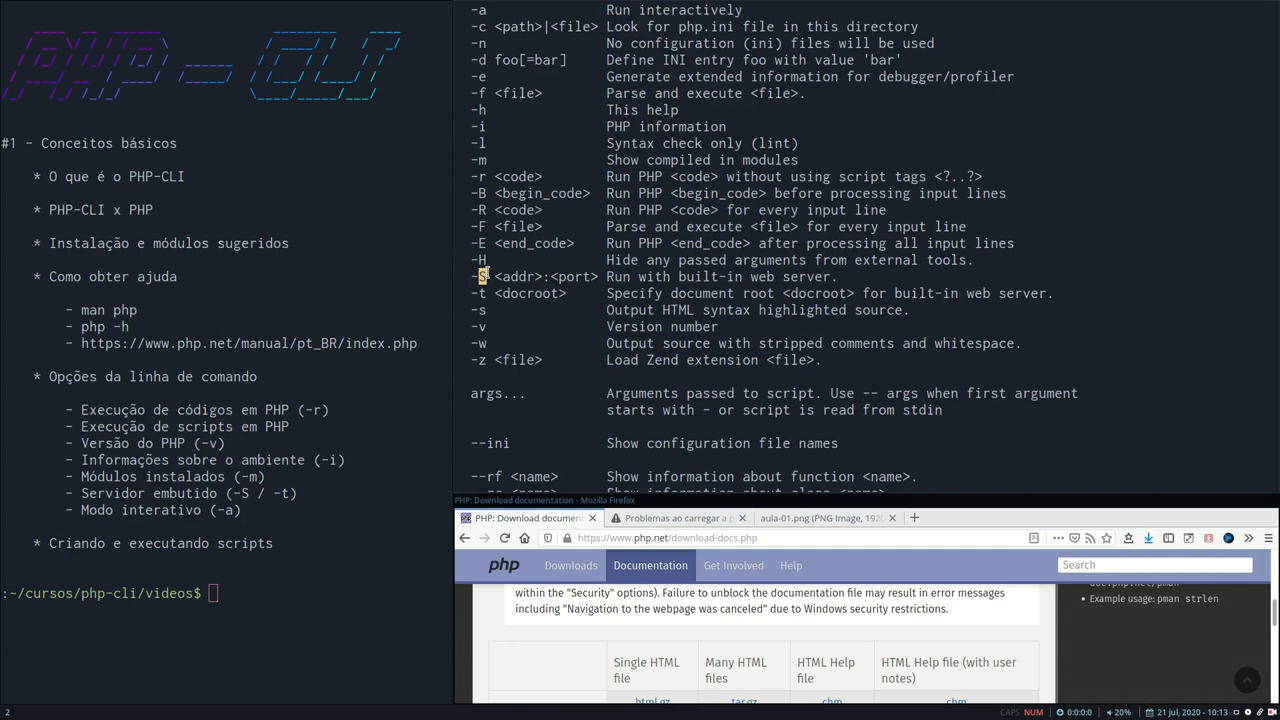 PHP - CLI
#1 - Conceitos básicos
* O que é o PHP-CLI
* PHP-CLI x PHP
* Instalação e módulos sugeridos
* Como obter ajuda
- man php
- php -h
- https://www.php.net/manual/pt_BR/index.php
* Opções da linha de comando
- Execução de códigos em PHP (-r)
- Execução de scripts em PHP
- Versão do PHP (-v)
- Informações sobre o ambiente (-i)
- Módulos instalados (-m)
- Servidor embutido (-S / -t)
- Modo interativo (-a)
* Criando e executando scripts
:~/cursos/php-cli/videos$
-a Run interactively
-c <path>|<file> Look for php.ini file in this directory
-n No configuration (ini) files will be used
-d foo[=bar] Define INI entry foo with value 'bar'
-e Generate extended information for debugger/profiler
-f <file> Parse and execute <file>.
-h This help
-i PHP information
-l Syntax check only (lint)
-m Show compiled in modules
-r <code> Run PHP <code> without using script tags <?..?>
-B <begin_code> Run PHP <begin_code> before processing input lines
-R <code> Run PHP <code> for every input line
-F <file> Parse and execute <file> for every input line
-E <end_code> Run PHP <end_code> after processing all input lines
-H Hide any passed arguments from external tools.
-S <addr>:<port> Run with built-in web server.
-t <docroot> Specify document root <docroot> for built-in web server.
-s Output HTML syntax highlighted source.
-v Version number
-w Output source with stripped comments and whitespace.
-z <file> Load Zend extension <file>.
args... Arguments passed to script. Use -- args when first argument
starts with - or script is read from stdin
--ini Show configuration file names
--rf <name> Show information about function <name>.
PHP: Download documentation - Mozilla Firefox
PHP: Download document
Problemas ao carregar a p
aula-01.png (PNG Image, 192
https://www.php.net/download-docs.php
php Downloads Documentation Get Involved Help Search
within the "Security" options). Failure to unblock the documentation file may result in error messages
including "Navigation to the webpage was canceled" due to Windows security restrictions.
Example usage: pman strlen
Single HTML file
Many HTML files
HTML Help file
HTML Help file (with user notes)
html.gz tar.gz chm chm
2 CAPS NUM 0:0:0:0 20% 21 jul, 2020 - 10:13